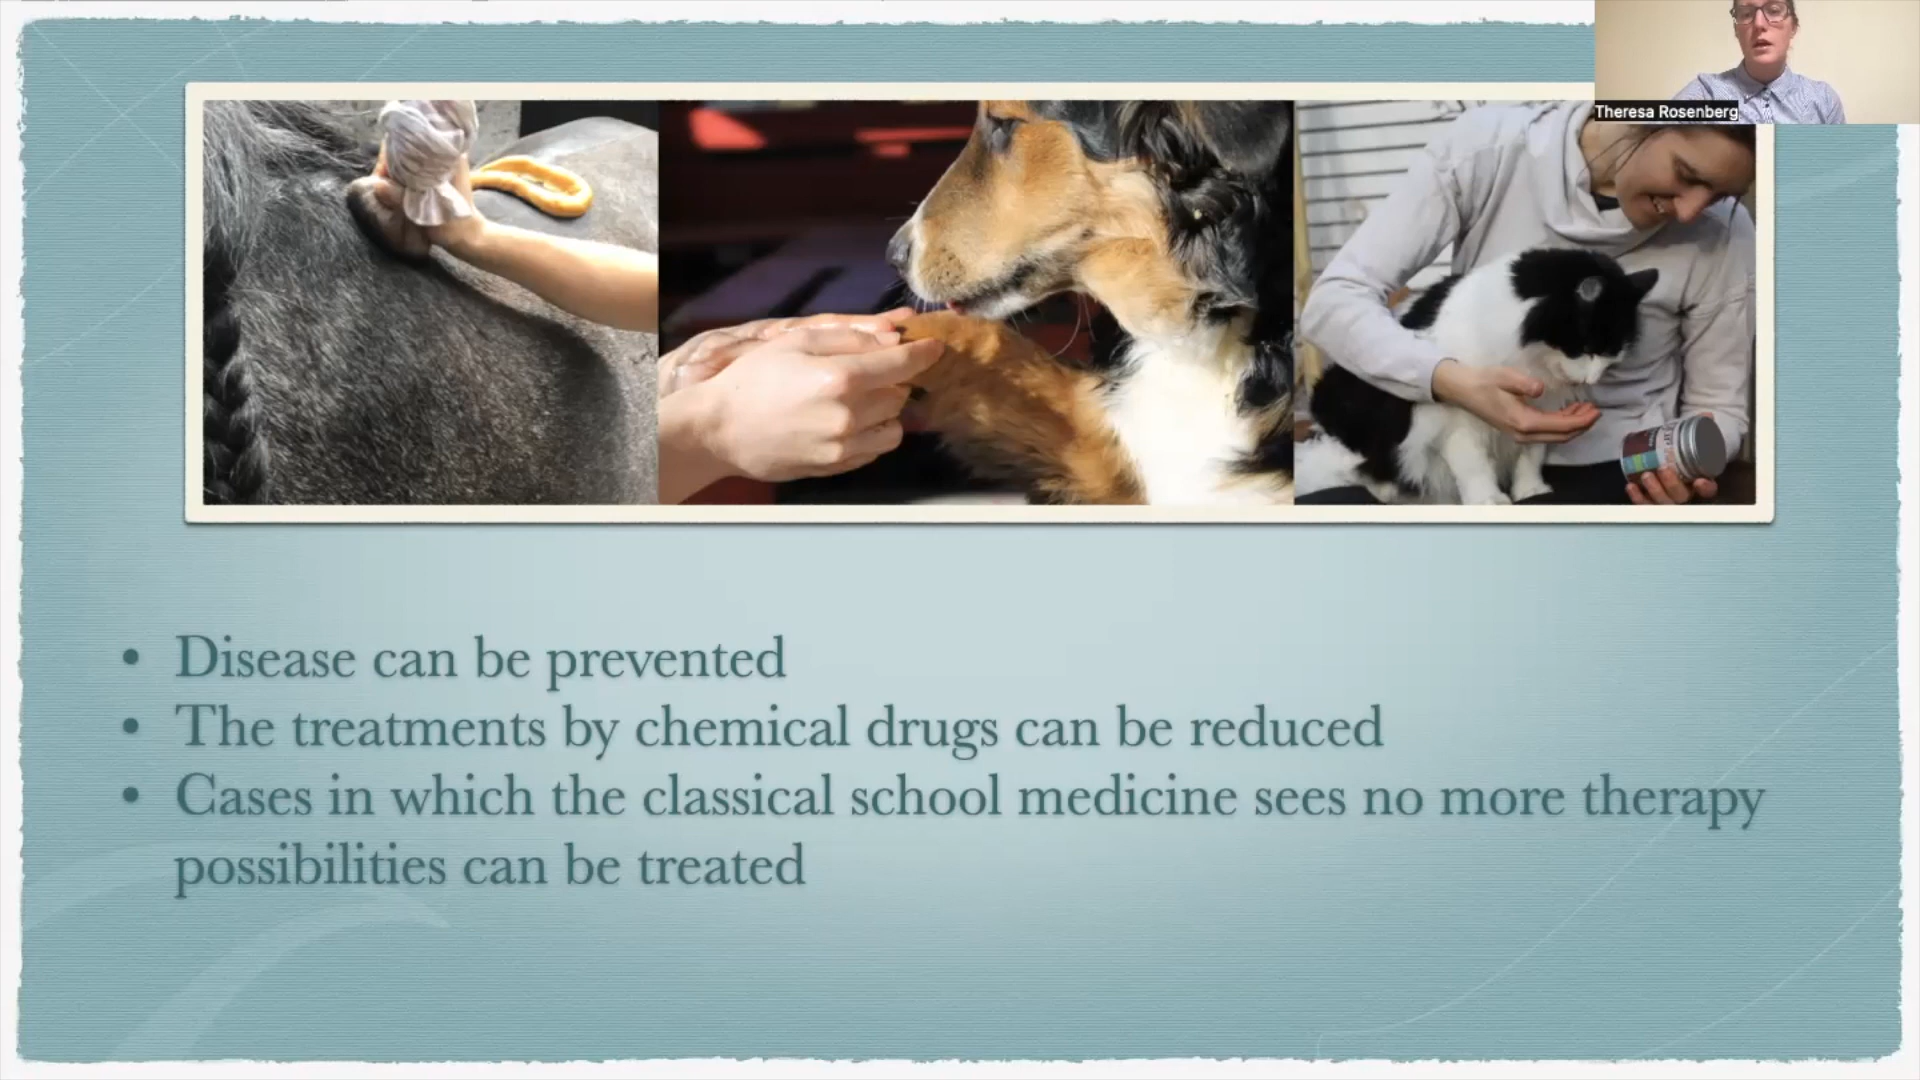 Theresa Rosenberg
• Disease can be prevented
• The treatments by chemical drugs can be reduced
• Cases in which the classical school medicine sees no more therapy
possibilities can be treated